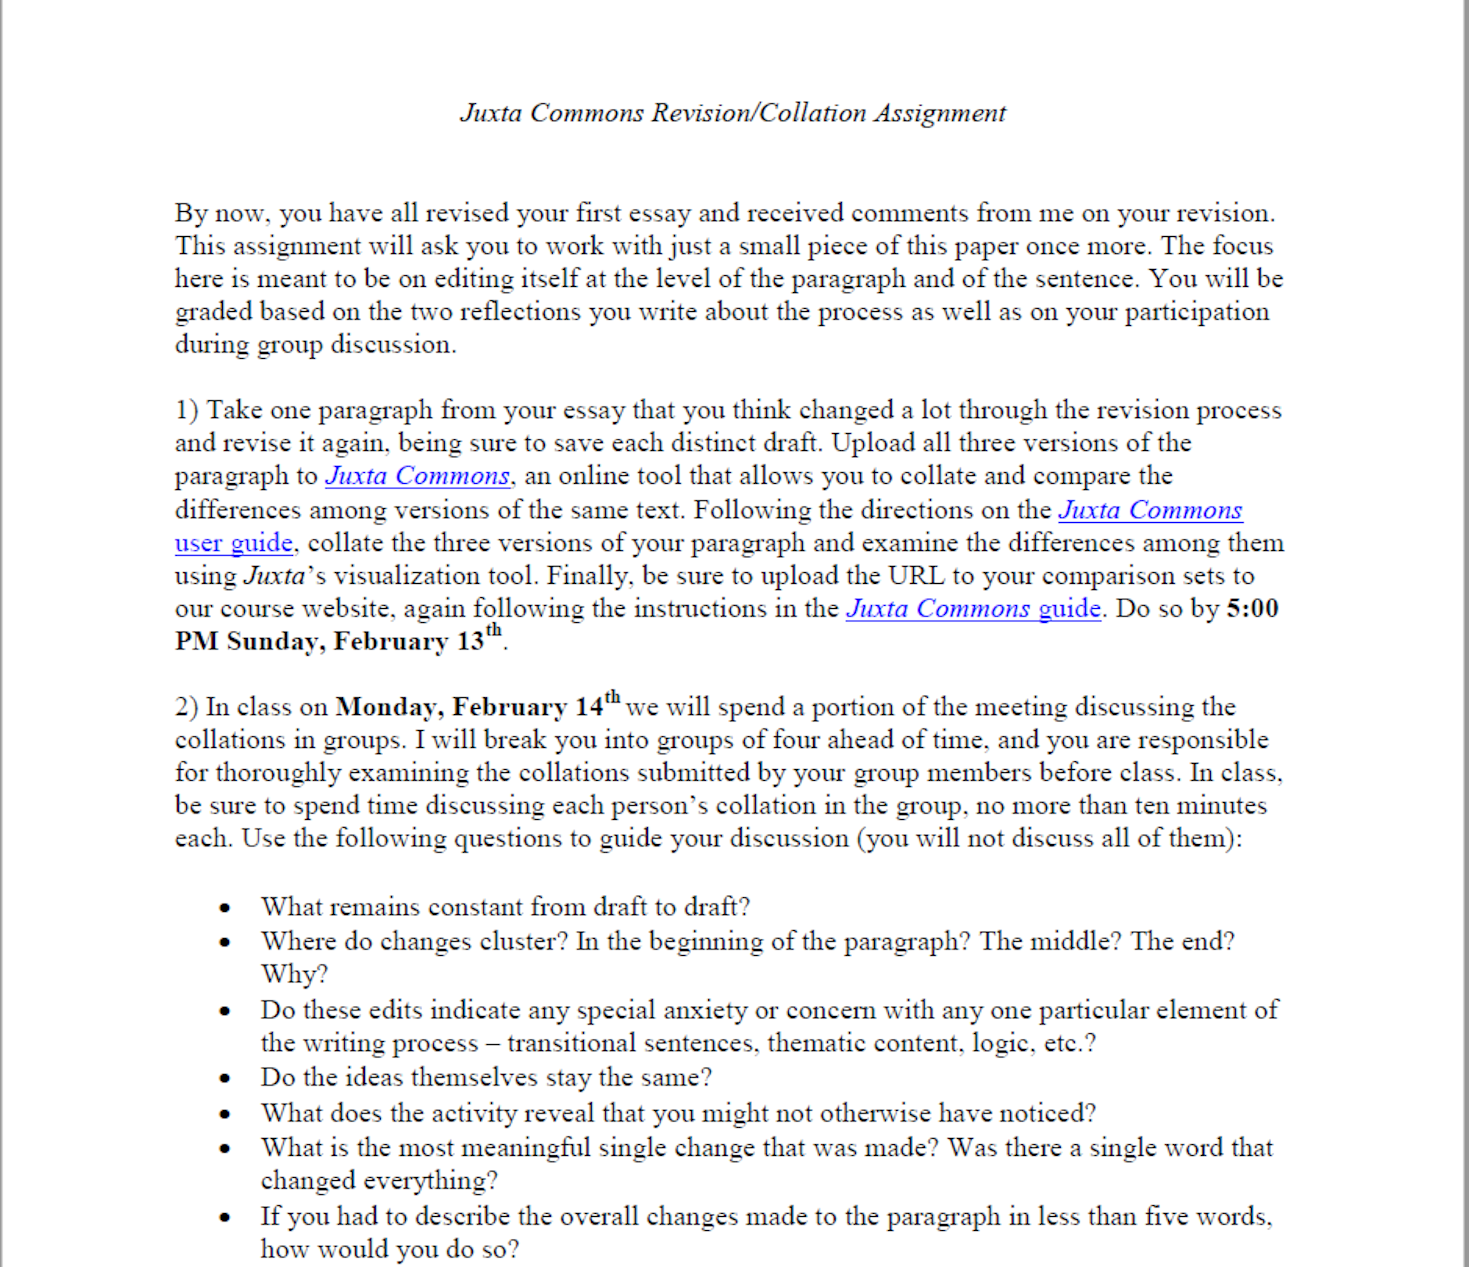 Juxta Commons Revision/Collation Assignment
By now, you have all revised your first essay and received comments from me on your revision.
This assignment will ask you to work with just a small piece of this paper once more. The focus
here is meant to be on editing itself at the level of the paragraph and of the sentence. You will be
graded based on the two reflections you write about the process as well as on your participation
during group discussion.
1) Take one paragraph from your essay that you think changed a lot through the revision process
and revise it again, being sure to save each distinct draft. Upload all three versions of the
paragraph to Juxta Commons, an online tool that allows you to collate and compare the
differences among versions of the same text. Following the directions on the Juxta Commons
user guide, collate the three versions of your paragraph and examine the differences among them
using Juxta’s visualization tool. Finally, be sure to upload the URL to your comparison sets to
our course website, again following the instructions in the Juxta Commons guide. Do so by 5:00
PM Sunday, February 13th.
2) In class on Monday, February 14th we will spend a portion of the meeting discussing the
collations in groups. I will break you into groups of four ahead of time, and you are responsible
for thoroughly examining the collations submitted by your group members before class. In class,
be sure to spend time discussing each person’s collation in the group, no more than ten minutes
each. Use the following questions to guide your discussion (you will not discuss all of them):
• What remains constant from draft to draft?
• Where do changes cluster? In the beginning of the paragraph? The middle? The end?
Why?
• Do these edits indicate any special anxiety or concern with any one particular element of
the writing process – transitional sentences, thematic content, logic, etc.?
• Do the ideas themselves stay the same?
• What does the activity reveal that you might not otherwise have noticed?
• What is the most meaningful single change that was made? Was there a single word that
changed everything?
• If you had to describe the overall changes made to the paragraph in less than five words,
how would you do so?